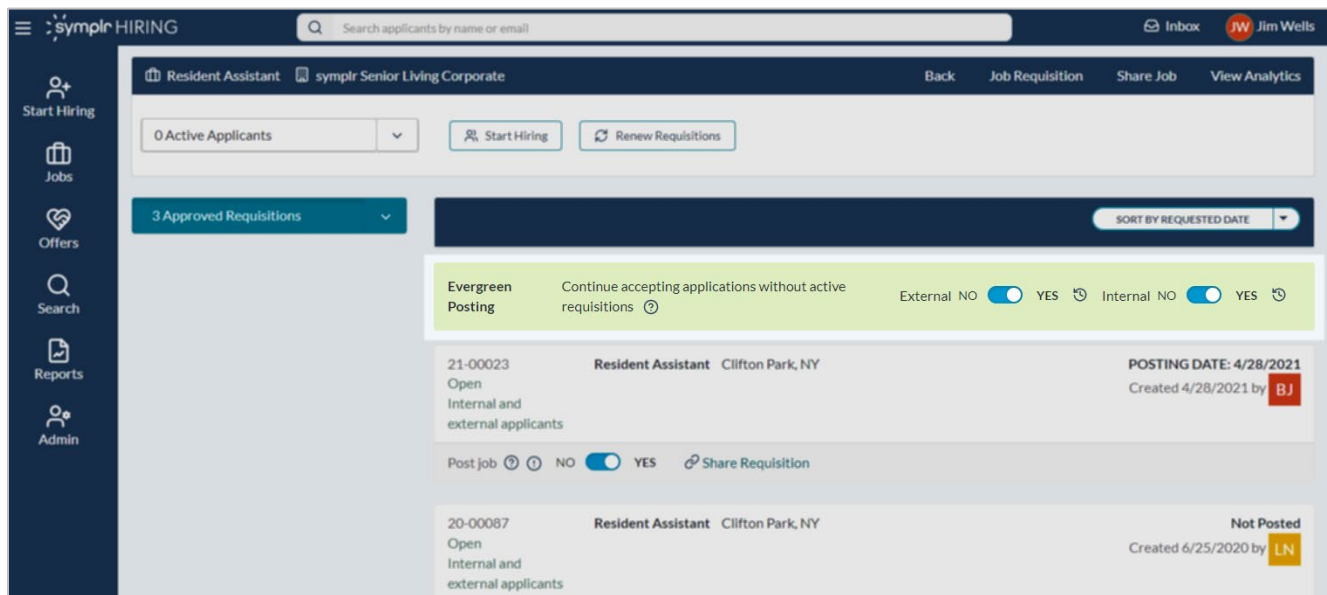 symplr HIRING
Search applicants by name or email
Inbox
JW Jim Wells
Start Hiring
Jobs
Offers
Search
Reports
Admin
Resident Assistant symplr Senior Living Corporate
Back Job Requisition Share Job View Analytics
0 Active Applicants
Start Hiring
Renew Requisitions
3 Approved Requisitions
SORT BY REQUESTED DATE
Evergreen
Posting
Continue accepting applications without active
requisitions
External NO YES Internal NO YES
21-00023
Open
Internal and
external applicants
Resident Assistant Clifton Park, NY
POSTING DATE: 4/28/2021
Created 4/28/2021 by BJ
Post job NO YES Share Requisition
20-00087
Open
Internal and
external applicants
Resident Assistant Clifton Park, NY
Not Posted
Created 6/25/2020 by LN